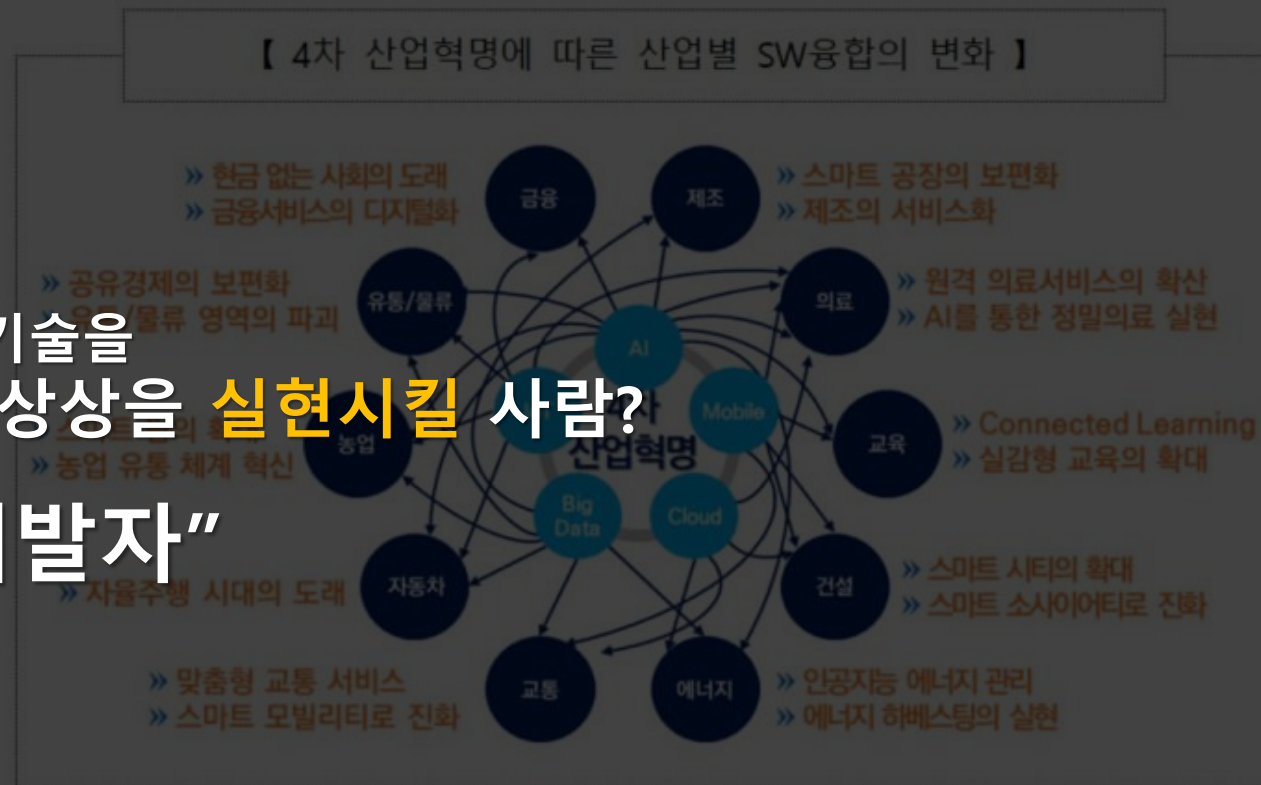 【 4차 산업혁명에 따른 산업별 SW융합의 변화 】
» 현금 없는 사회의 도래
» 금융서비스의 디지털화
금융
제조
» 스마트 공장의 보편화
» 제조의 서비스화
» 공유경제의 보편화
/물류 영역의 파괴
유통/물류
의료
» 원격 의료서비스의 확산
» AI를 통한 정밀의료 실현
기술을
상상을 실현시킬 사람?
발자”
AI
Mobile
산업혁명
Big
Data
Cloud
» 농업 유통 체계 혁신
농업
교육
» Connected Learning
» 실감형 교육의 확대
» 자율주행 시대의 도래
자동차
건설
» 스마트 시티의 확대
» 스마트 소사이어티로 진화
» 맞춤형 교통 서비스
» 스마트 모빌리티로 진화
교통
에너지
» 인공지능 에너지 관리
» 에너지 하베스팅의 실현